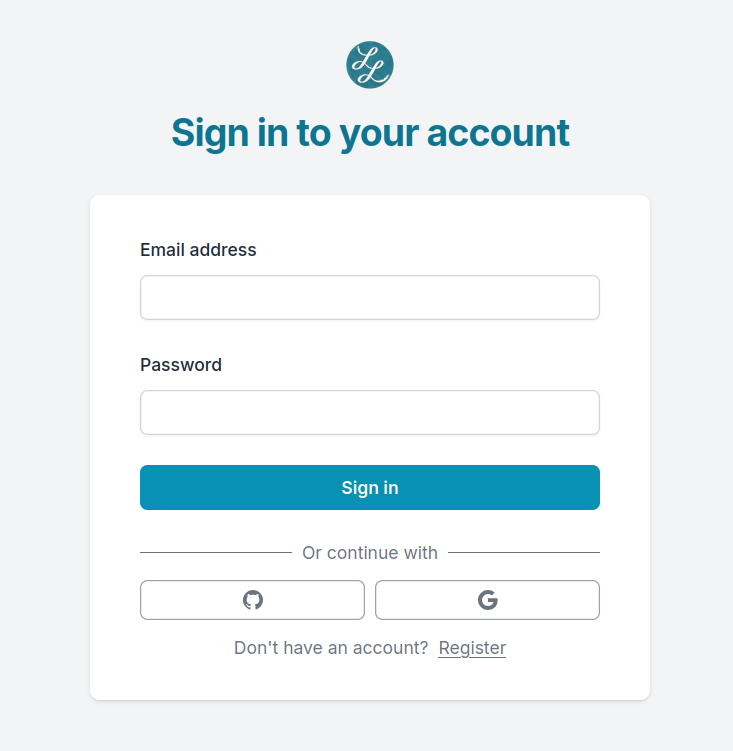 LL
Sign in to your account
Email address
Password
Sign in
Or continue with
G
Don't have an account? Register